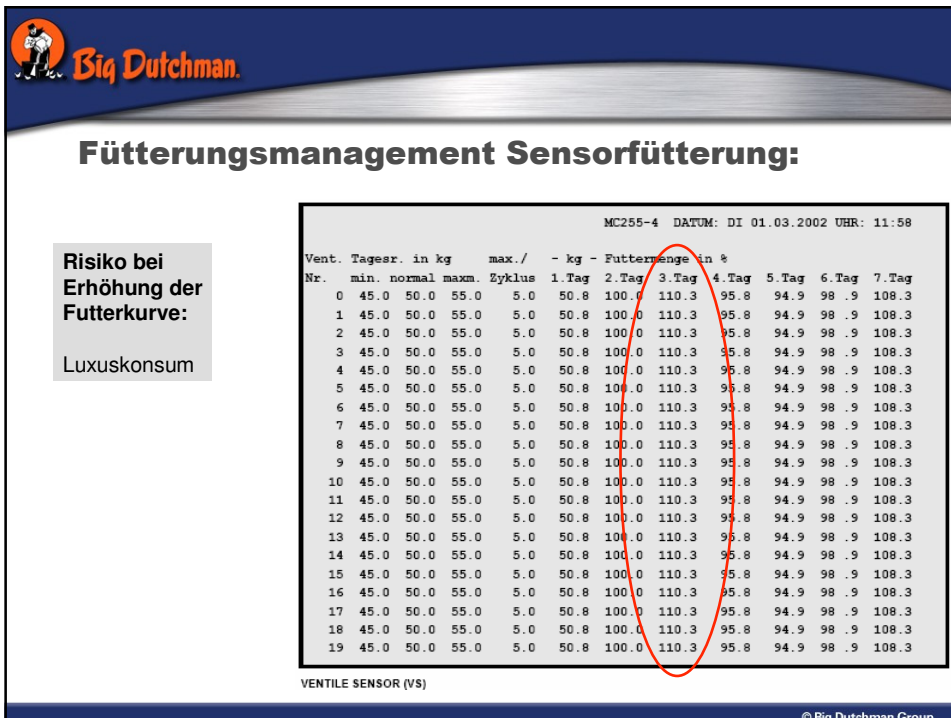 Big Dutchman.
Fütterungsmanagement Sensorfütterung:
Risiko bei
Erhöhung der
Futterkurve:
Luxuskonsum
MC255-4 DATUM: DI 01.03.2002 UHR: 11:58
Vent. Tagesr. in kg max./ - kg - Futtermenge in %
Nr. min. normal maxm. Zyklus 1.Tag 2.Tag 3.Tag 4.Tag 5.Tag 6.Tag 7.Tag
0 45.0 50.0 55.0 5.0 50.8 100.0 110.3 95.8 94.9 98 .9 108.3
1 45.0 50.0 55.0 5.0 50.8 100.0 110.3 95.8 94.9 98 .9 108.3
2 45.0 50.0 55.0 5.0 50.8 100.0 110.3 95.8 94.9 98 .9 108.3
3 45.0 50.0 55.0 5.0 50.8 100.0 110.3 95.8 94.9 98 .9 108.3
4 45.0 50.0 55.0 5.0 50.8 100.0 110.3 95.8 94.9 98 .9 108.3
5 45.0 50.0 55.0 5.0 50.8 100.0 110.3 95.8 94.9 98 .9 108.3
6 45.0 50.0 55.0 5.0 50.8 100.0 110.3 95.8 94.9 98 .9 108.3
7 45.0 50.0 55.0 5.0 50.8 100.0 110.3 95.8 94.9 98 .9 108.3
8 45.0 50.0 55.0 5.0 50.8 100.0 110.3 95.8 94.9 98 .9 108.3
9 45.0 50.0 55.0 5.0 50.8 100.0 110.3 95.8 94.9 98 .9 108.3
10 45.0 50.0 55.0 5.0 50.8 100.0 110.3 95.8 94.9 98 .9 108.3
11 45.0 50.0 55.0 5.0 50.8 100.0 110.3 95.8 94.9 98 .9 108.3
12 45.0 50.0 55.0 5.0 50.8 100.0 110.3 95.8 94.9 98 .9 108.3
13 45.0 50.0 55.0 5.0 50.8 100.0 110.3 95.8 94.9 98 .9 108.3
14 45.0 50.0 55.0 5.0 50.8 100.0 110.3 95.8 94.9 98 .9 108.3
15 45.0 50.0 55.0 5.0 50.8 100.0 110.3 95.8 94.9 98 .9 108.3
16 45.0 50.0 55.0 5.0 50.8 100.0 110.3 95.8 94.9 98 .9 108.3
17 45.0 50.0 55.0 5.0 50.8 100.0 110.3 95.8 94.9 98 .9 108.3
18 45.0 50.0 55.0 5.0 50.8 100.0 110.3 95.8 94.9 98 .9 108.3
19 45.0 50.0 55.0 5.0 50.8 100.0 110.3 95.8 94.9 98 .9 108.3
VENTILE SENSOR (VS)
© Big Dutchman Group